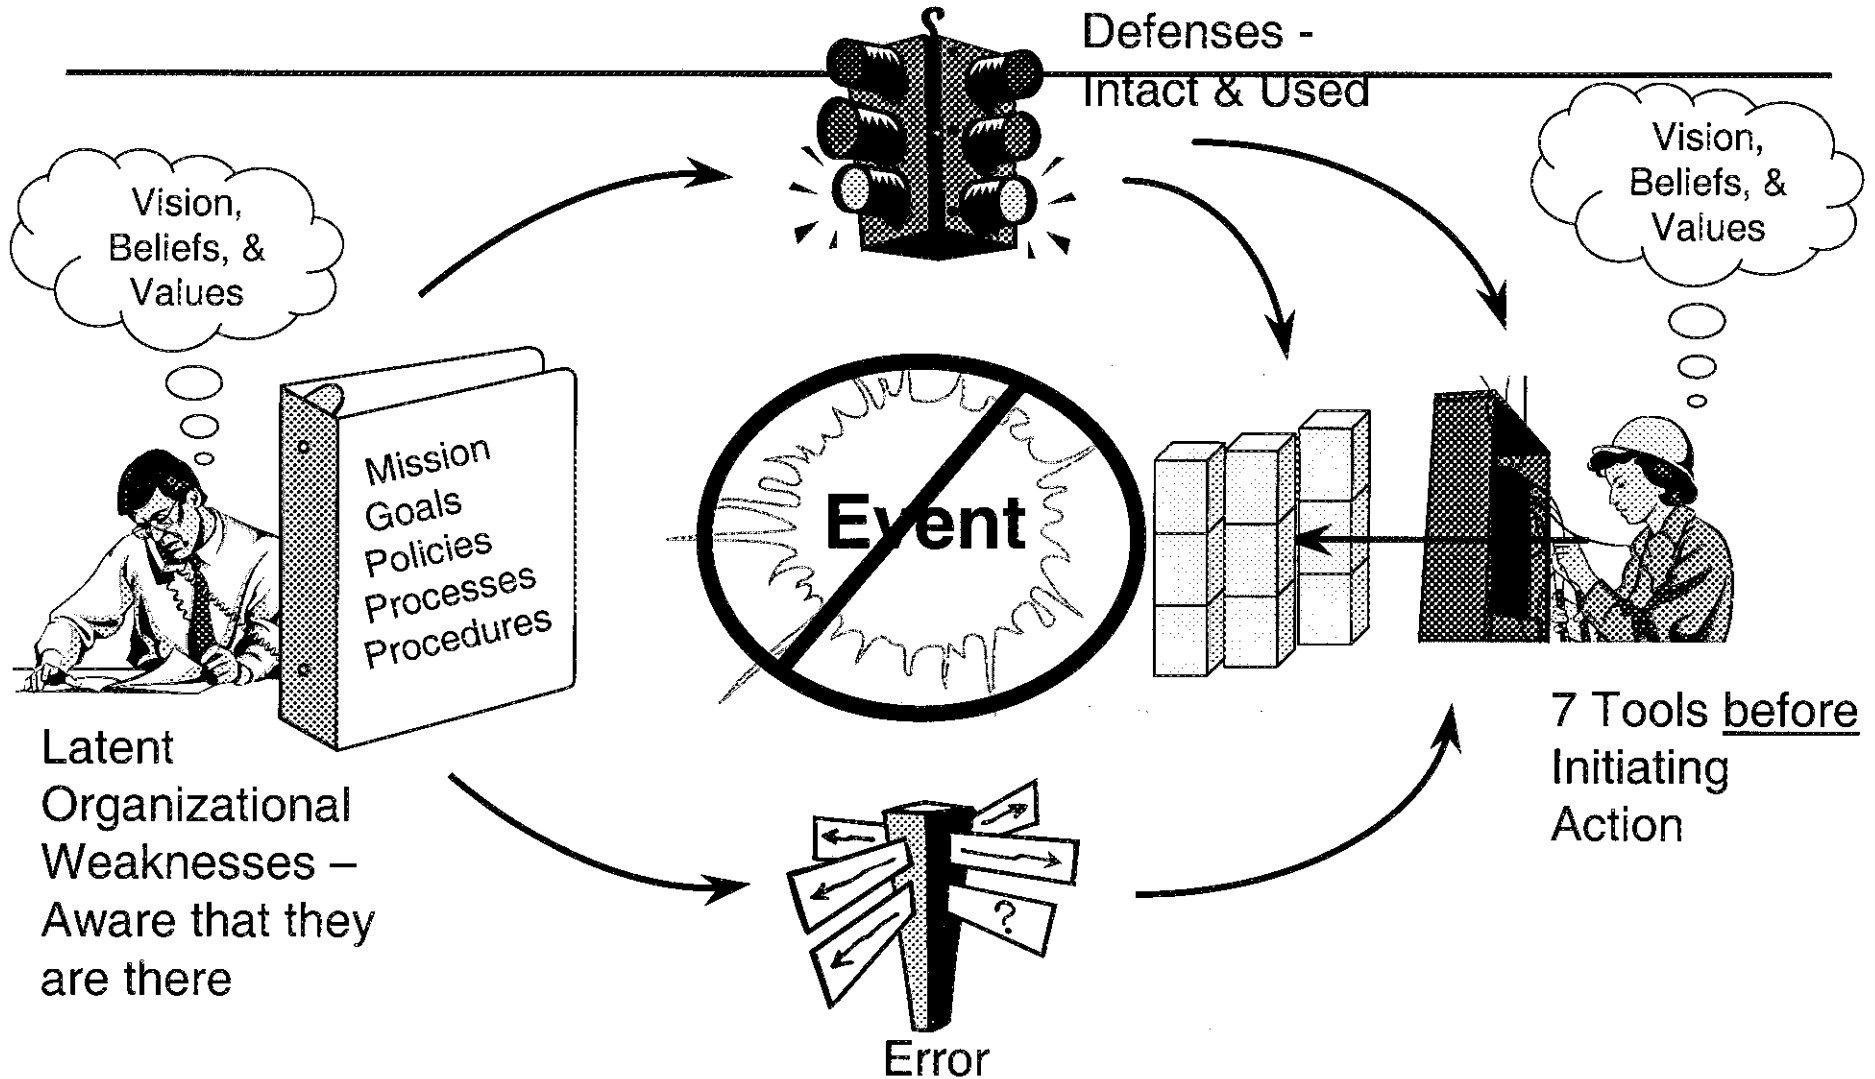 Defenses -
Intact & Used
Vision,
Beliefs, &
Values
Vision,
Beliefs, &
Values
Mission
Goals
Policies
Processes
Procedures
Event
Latent
Organizational
Weaknesses –
Aware that they
are there
7 Tools before
Initiating
Action
?
Error